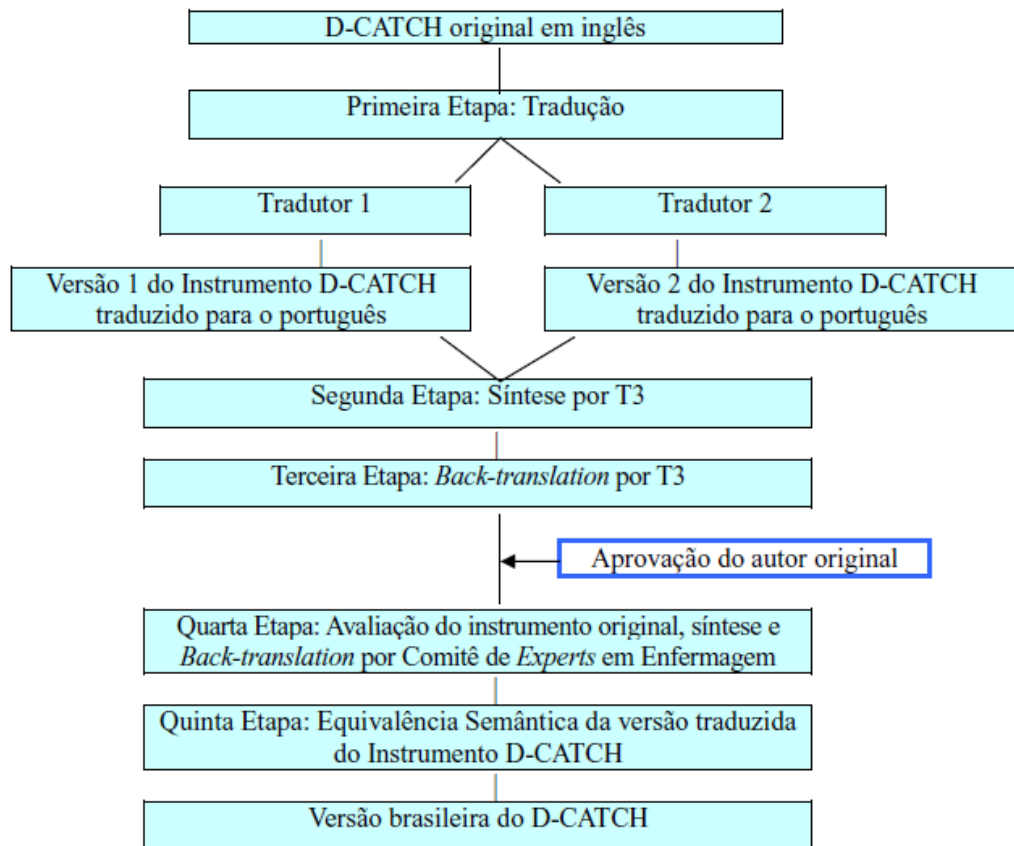 D-CATCH original em inglês
Primeira Etapa: Tradução
Tradutor 1
Tradutor 2
Versão 1 do Instrumento D-CATCH
traduzido para o português
Versão 2 do Instrumento D-CATCH
traduzido para o português
Segunda Etapa: Síntese por T3
Terceira Etapa: Back-translation por T3
Aprovação do autor original
Quarta Etapa: Avaliação do instrumento original, síntese e
Back-translation por Comitê de Experts em Enfermagem
Quinta Etapa: Equivalência Semântica da versão traduzida
do Instrumento D-CATCH
Versão brasileira do D-CATCH